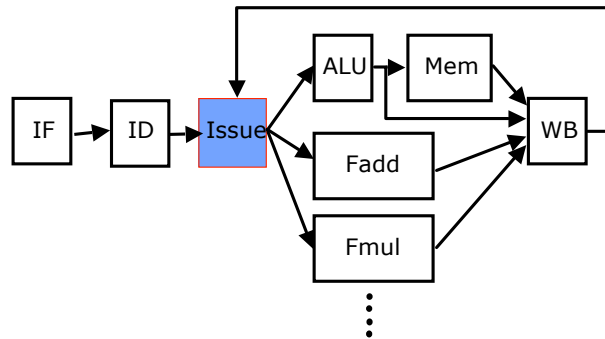 ALU
Mem
IF
ID
Issue
WB
Fadd
Fmul